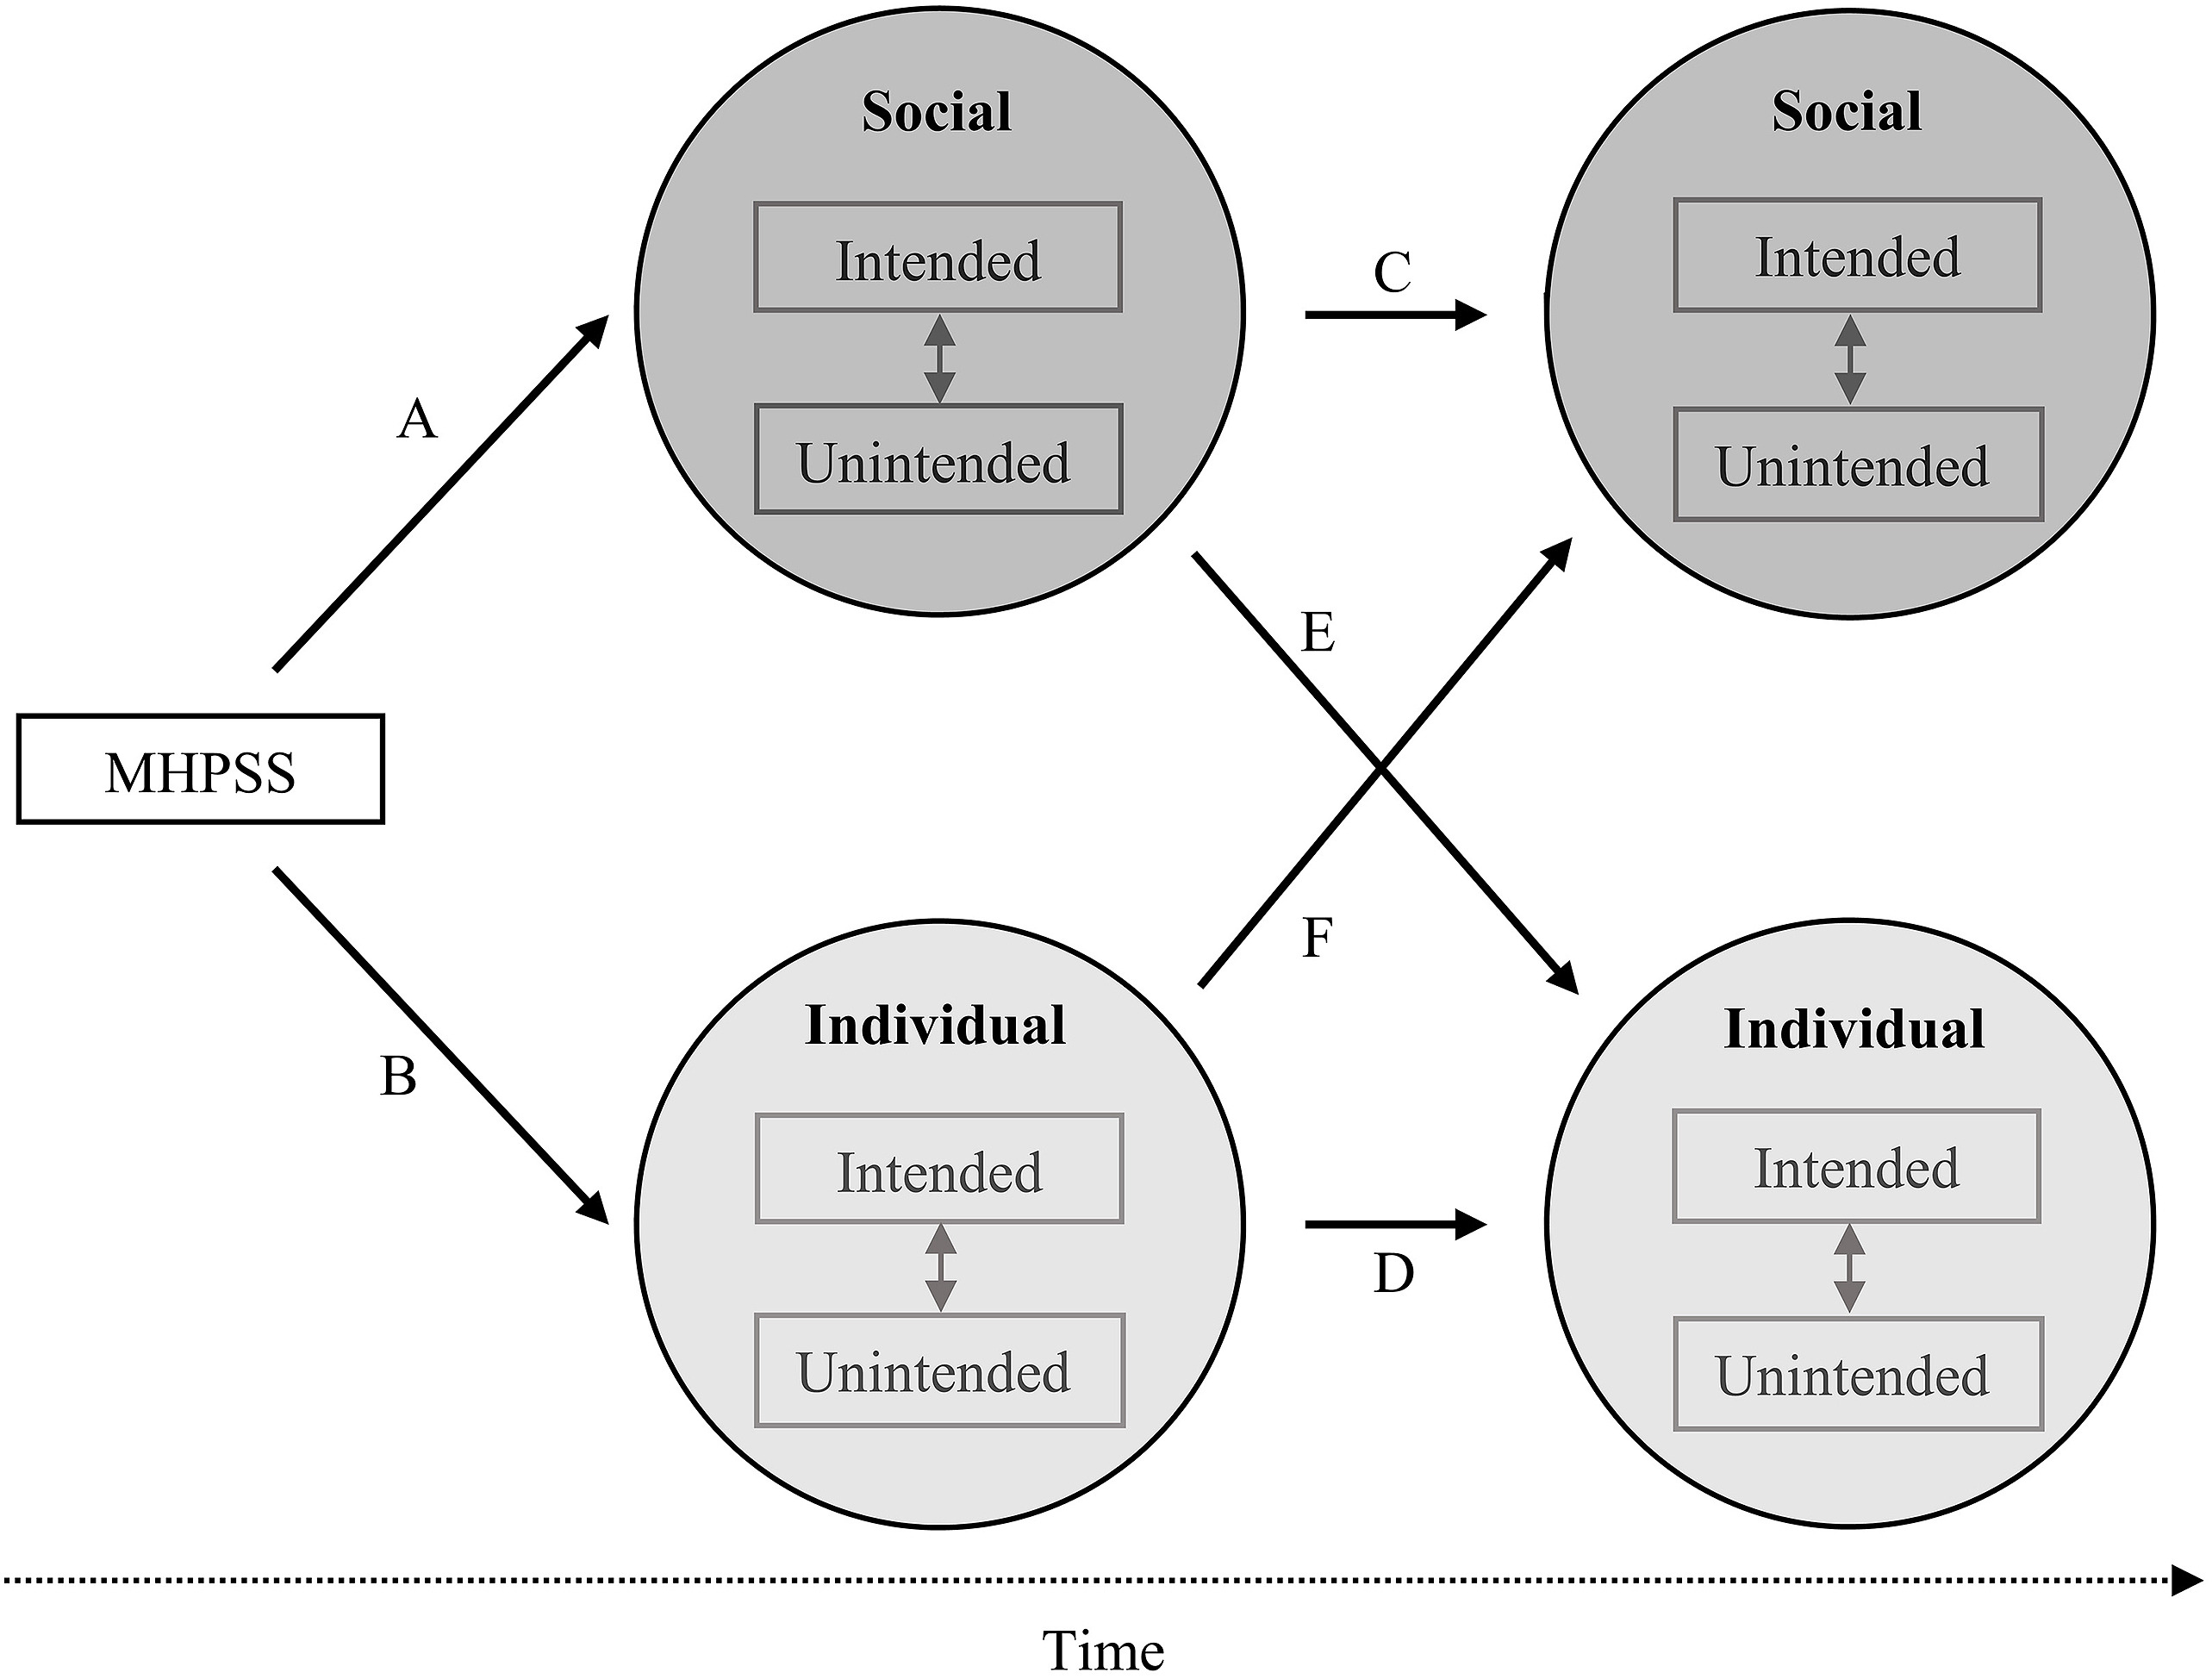 Social
Intended
Unintended
Social
Intended
Unintended
A
C
E
MHPSS
B
F
D
Individual
Intended
Unintended
Individual
Intended
Unintended
Time